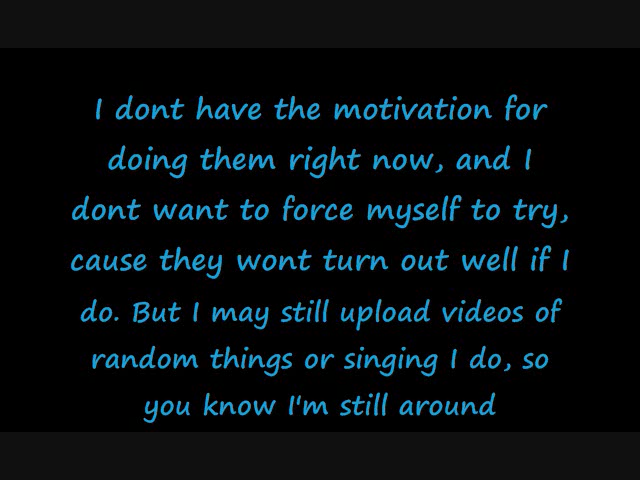 I dont have the motivation for
doing them right now, and I
dont want to force myself to try,
cause they wont turn out well if I
do. But I may still upload videos of
random things or singing I do, so
you know I'm still around